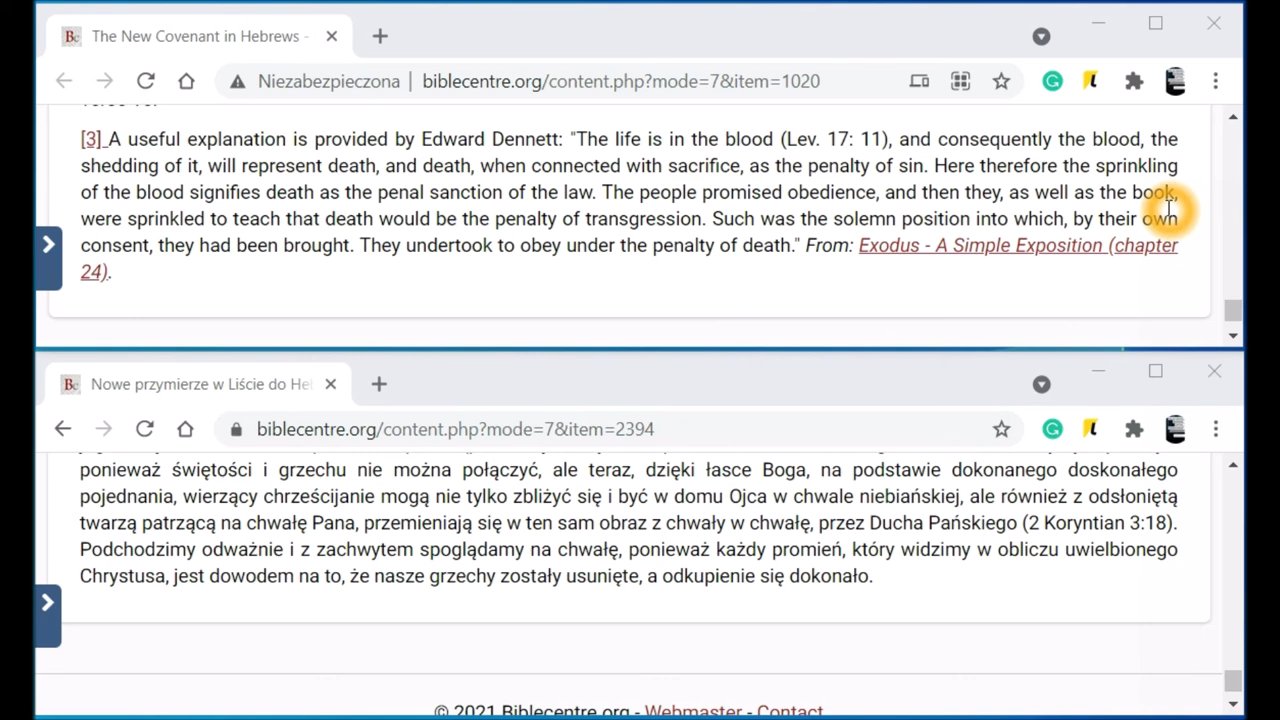 The New Covenant in Hebrews -
Niezabezpieczona | biblecentre.org/content.php?mode=7&item=1020
[3] A useful explanation is provided by Edward Dennett: "The life is in the blood (Lev. 17: 11), and consequently the blood, the
shedding of it, will represent death, and death, when connected with sacrifice, as the penalty of sin. Here therefore the sprinkling
of the blood signifies death as the penal sanction of the law. The people promised obedience, and then they, as well as the book,
were sprinkled to teach that death would be the penalty of transgression. Such was the solemn position into which, by their own
consent, they had been brought. They undertook to obey under the penalty of death." From: Exodus - A Simple Exposition (chapter
24).
Nowe przymierze w Liście do He
biblecentre.org/content.php?mode=7&item=2394
ponieważ świętości i grzechu nie można połączyć, ale teraz, dzięki łasce Boga, na podstawie dokonanego doskonałego
pojednania, wierzący chrześcijanie mogą nie tylko zbliżyć się i być w domu Ojca w chwale niebiańskiej, ale również z odsłoniętą
twarzą patrzącą na chwałę Pana, przemieniają się w ten sam obraz z chwały w chwałę, przez Ducha Pańskiego (2 Koryntian 3:18).
Podchodzimy odważnie i z zachwytem spoglądamy na chwałę, ponieważ każdy promień, który widzimy w obliczu uwielbionego
Chrystusa, jest dowodem na to, że nasze grzechy zostały usunięte, a odkupienie się dokonało.
© 2021 Biblecentre.org - Webmaster - Contact